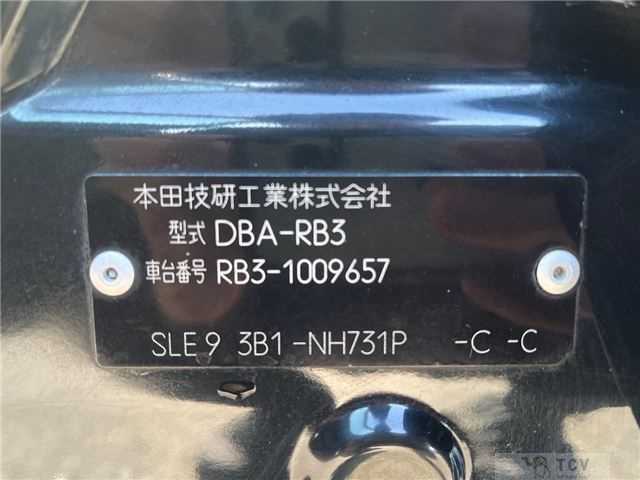 本田技研工業株式会社
型式 DBA-RB3
車台番号 RB3-1009657
SLE9 3B1-NH731P -C -C
TCV